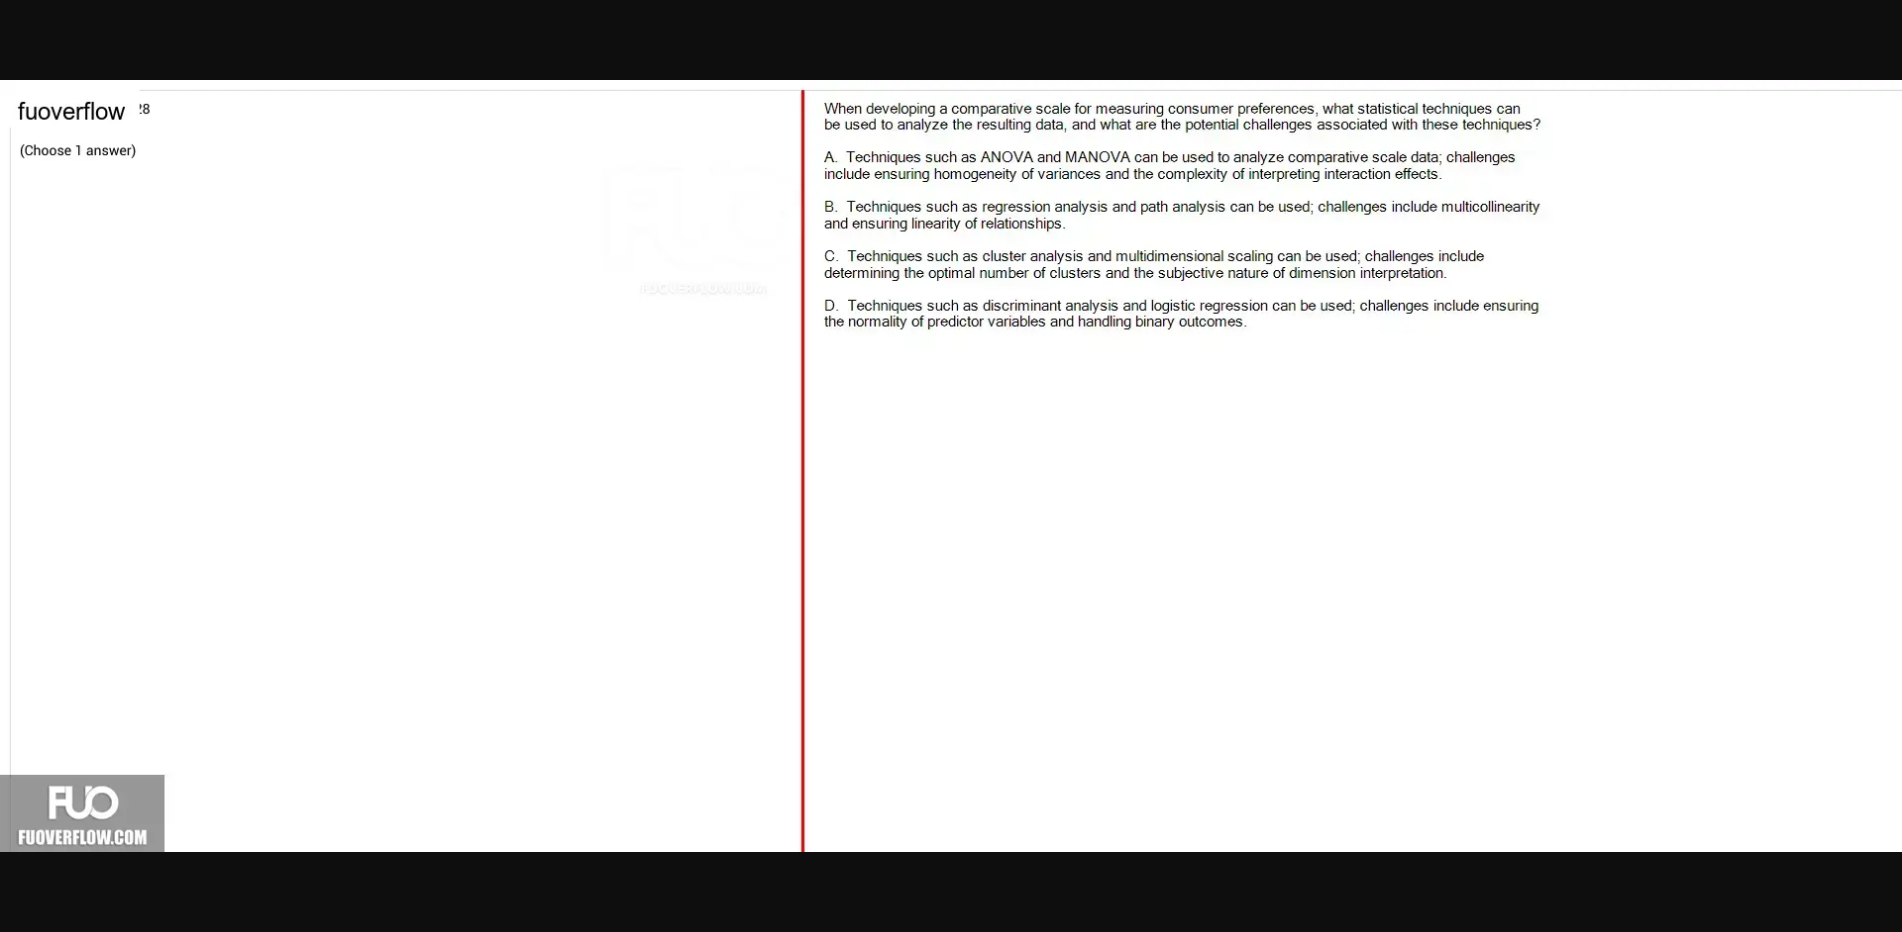 fuoverflow
28
(Choose 1 answer)
When developing a comparative scale for measuring consumer preferences, what statistical techniques can
be used to analyze the resulting data, and what are the potential challenges associated with these techniques?
A. Techniques such as ANOVA and MANOVA can be used to analyze comparative scale data; challenges
include ensuring homogeneity of variances and the complexity of interpreting interaction effects.
B. Techniques such as regression analysis and path analysis can be used; challenges include multicollinearity
and ensuring linearity of relationships.
C. Techniques such as cluster analysis and multidimensional scaling can be used; challenges include
determining the optimal number of clusters and the subjective nature of dimension interpretation.
D. Techniques such as discriminant analysis and logistic regression can be used; challenges include ensuring
the normality of predictor variables and handling binary outcomes.
FUO
FUOVERFLOW.COM
FUO
FUOVERFLOW.COM